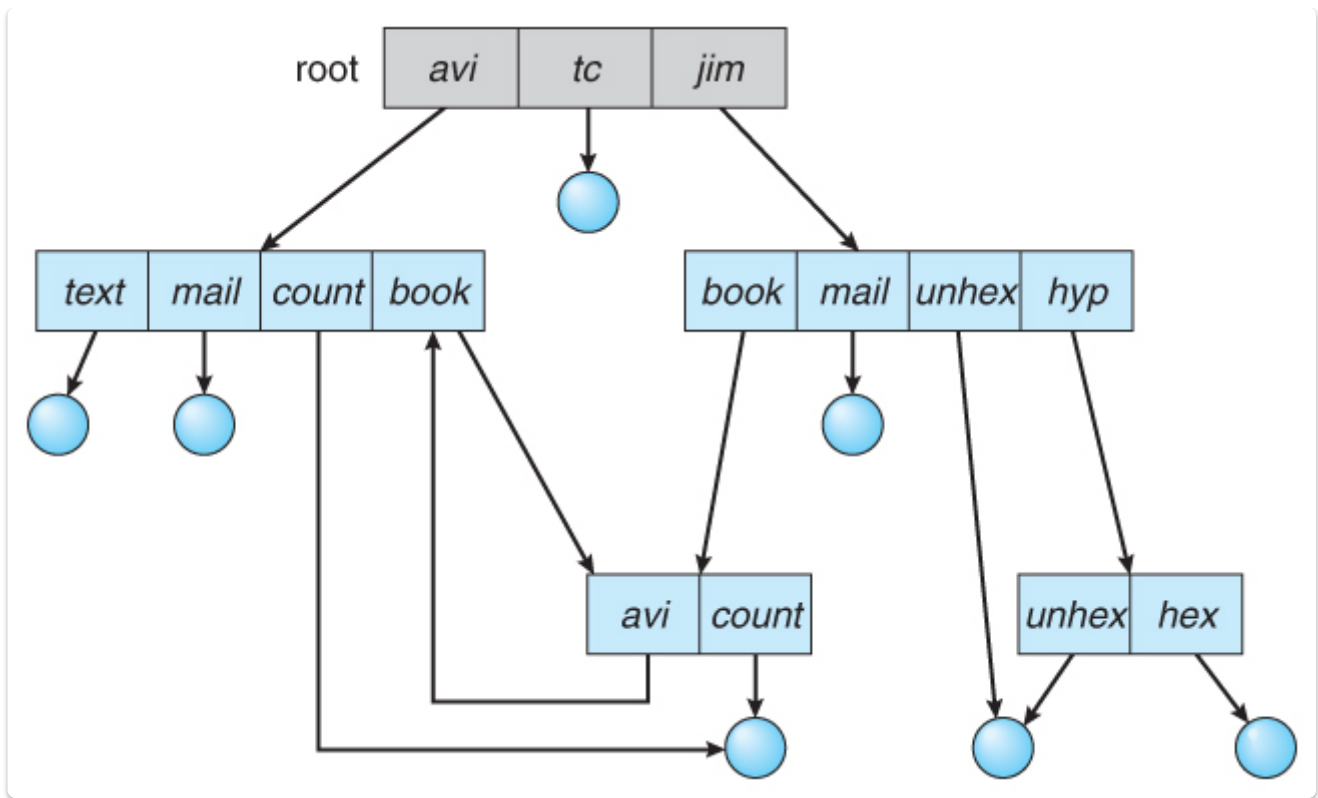 root avi tc jim
text mail count book
book mail unhex hyp
avi count
unhex hex